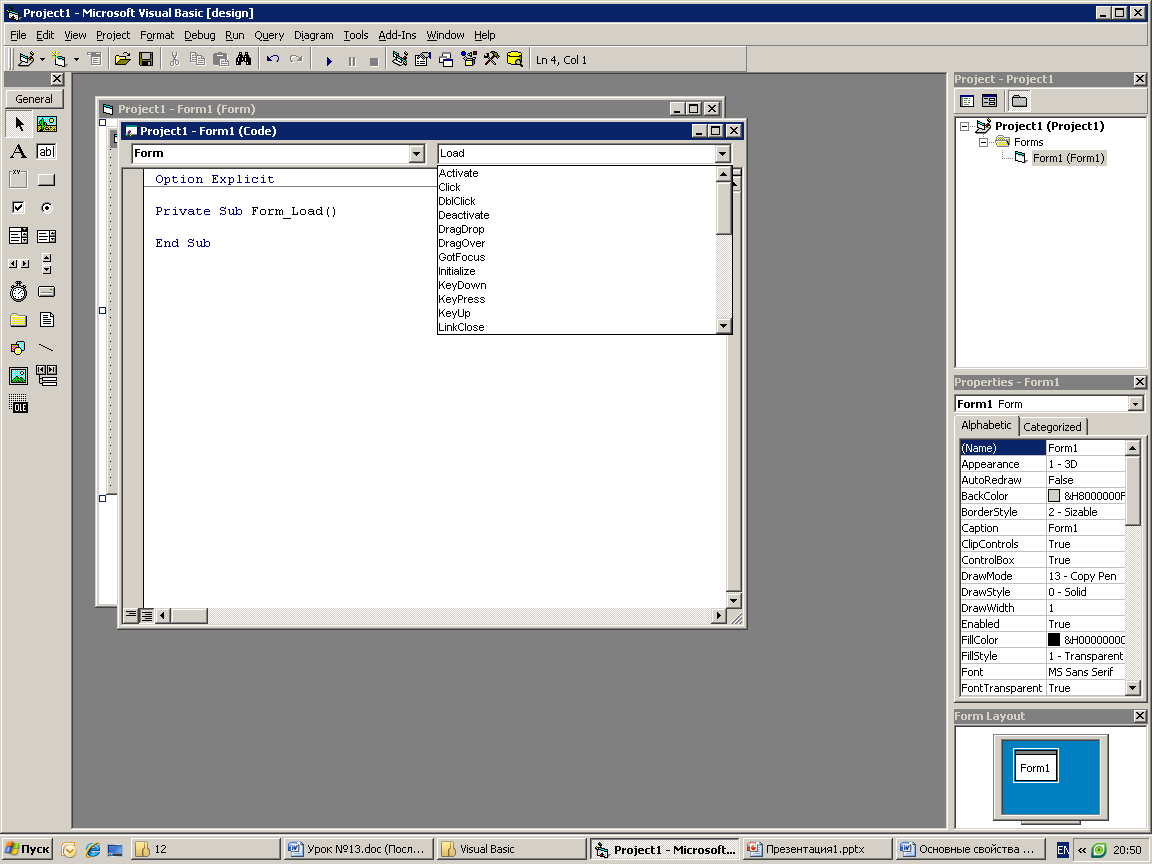 Project1 - Microsoft Visual Basic [design]
File Edit View Project Format Debug Run Query Diagram Tools Add-Ins Window Help
Ln 4, Col 1
General
A
ab|
xv
OLE
Project1 - Form1 (Form)
Project1 - Form1 (Code)
Form
Load
Option Explicit
Private Sub Form_Load()
End Sub
Activate
Click
DblClick
Deactivate
DragDrop
DragOver
GotFocus
Initialize
KeyDown
KeyPress
KeyUp
LinkClose
Project - Project1
Project1 (Project1)
Forms
Form1 (Form1)
Properties - Form1
Form1 Form
Alphabetic Categorized
(Name) Form1
Appearance 1 - 3D
AutoRedraw False
BackColor &H8000000F
BorderStyle 2 - Sizable
Caption Form1
ClipControls True
ControlBox True
DrawMode 13 - Copy Pen
DrawStyle 0 - Solid
DrawWidth 1
Enabled True
FillColor &H00000000
FillStyle 1 - Transparent
Font MS Sans Serif
FontTransparent True
Form Layout
Form1
Пуск 12 Урок №13.doc (Посл... Visual Basic Project1 - Microsoft... Презентация1.pptx Основные свойства ... EN « 20:50